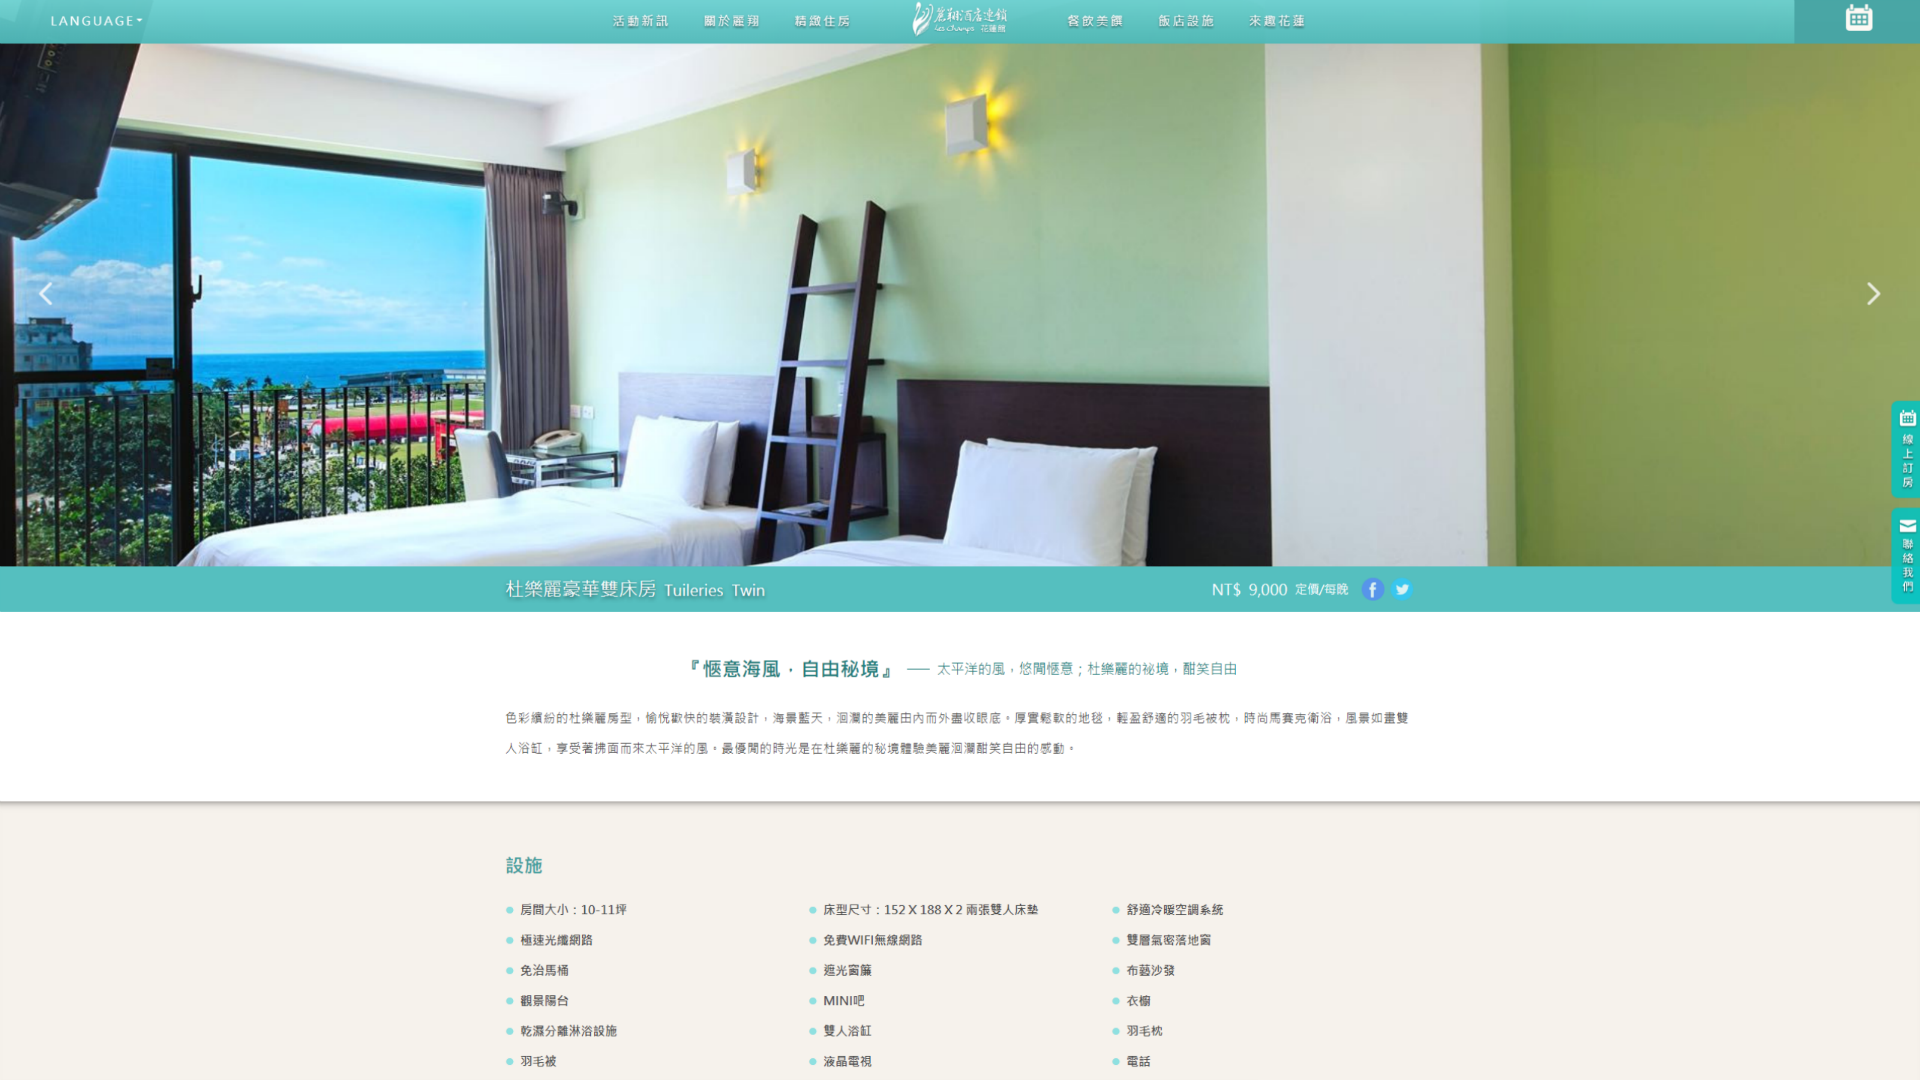 LANGUAGE
活動新訊
關於麗翔
精緻住房
麗翔酒店連鎖
Les Champs 花蓮館
餐飲美饌
飯店設施
來趣花蓮
線上訂房
聯絡我們
杜樂麗豪華雙床房 Tuileries Twin
NT$ 9,000 定價/每晚
『愜意海風．自由秘境』 —— 太平洋的風，悠閒愜意；杜樂麗的祕境，酣笑自由
色彩繽紛的杜樂麗房型，愉悅歡快的裝潢設計，海景藍天，洄瀾的美麗由內而外盡收眼底。厚實鬆軟的地毯，輕盈舒適的羽毛被枕，時尚馬賽克衛浴，風景如畫雙
人浴缸，享受著拂面而來太平洋的風。最優閒的時光是在杜樂麗的秘境體驗美麗洄瀾酣笑自由的感動。
設施
房間大小：10-11坪
床型尺寸：152 X 188 X 2 兩張雙人床墊
舒適冷暖空調系統
極速光纖網路
免費WIFI無線網路
雙層氣密落地窗
免治馬桶
遮光窗簾
布藝沙發
觀景陽台
MINI吧
衣櫥
乾濕分離淋浴設施
雙人浴缸
羽毛枕
羽毛被
液晶電視
電話